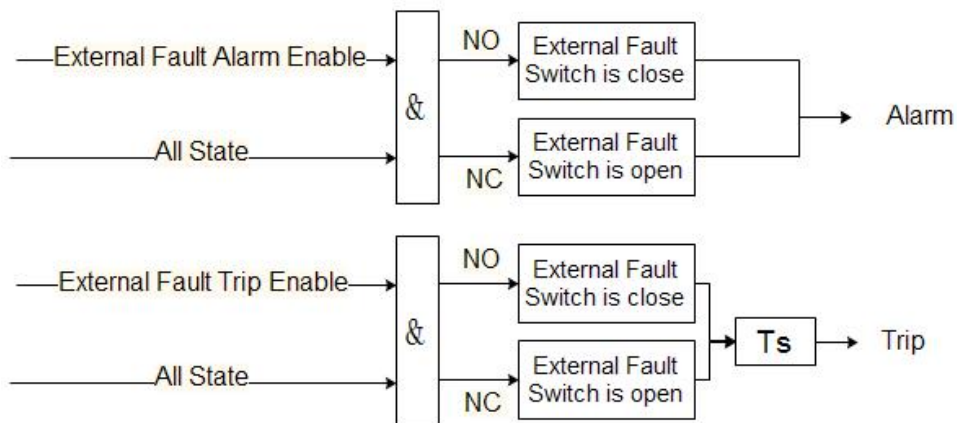 External Fault Alarm Enable
All State
&
NO
NC
External Fault
Switch is close
External Fault
Switch is open
Alarm
External Fault Trip Enable
All State
&
NO
NC
External Fault
Switch is close
External Fault
Switch is open
Ts
Trip